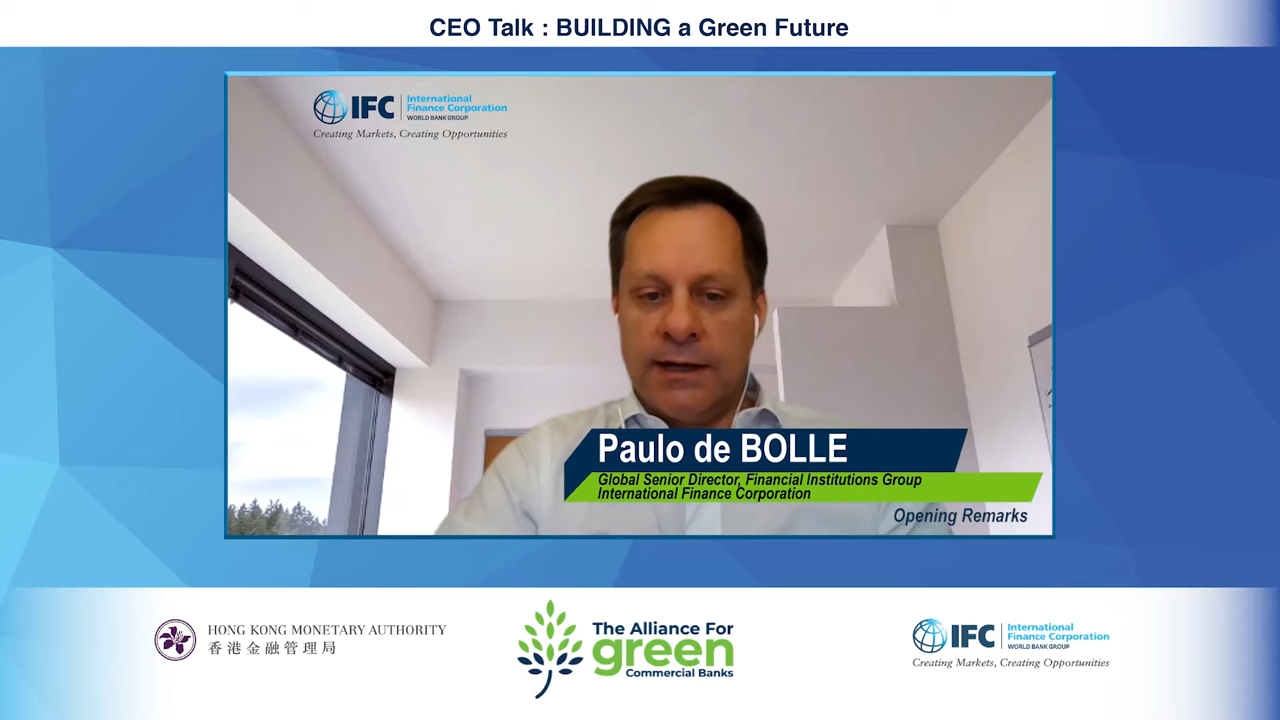 CEO Talk : BUILDING a Green Future
IFC
International
Finance Corporation
WORLD BANK GROUP
Creating Markets, Creating Opportunities
Paulo de BOLLE
Global Senior Director, Financial Institutions Group
International Finance Corporation
Opening Remarks
HONG KONG MONETARY AUTHORITY
香港金融管理局
The Alliance For
green
Commercial Banks
IFC
International
Finance Corporation
WORLD BANK GROUP
Creating Markets, Creating Opportunities